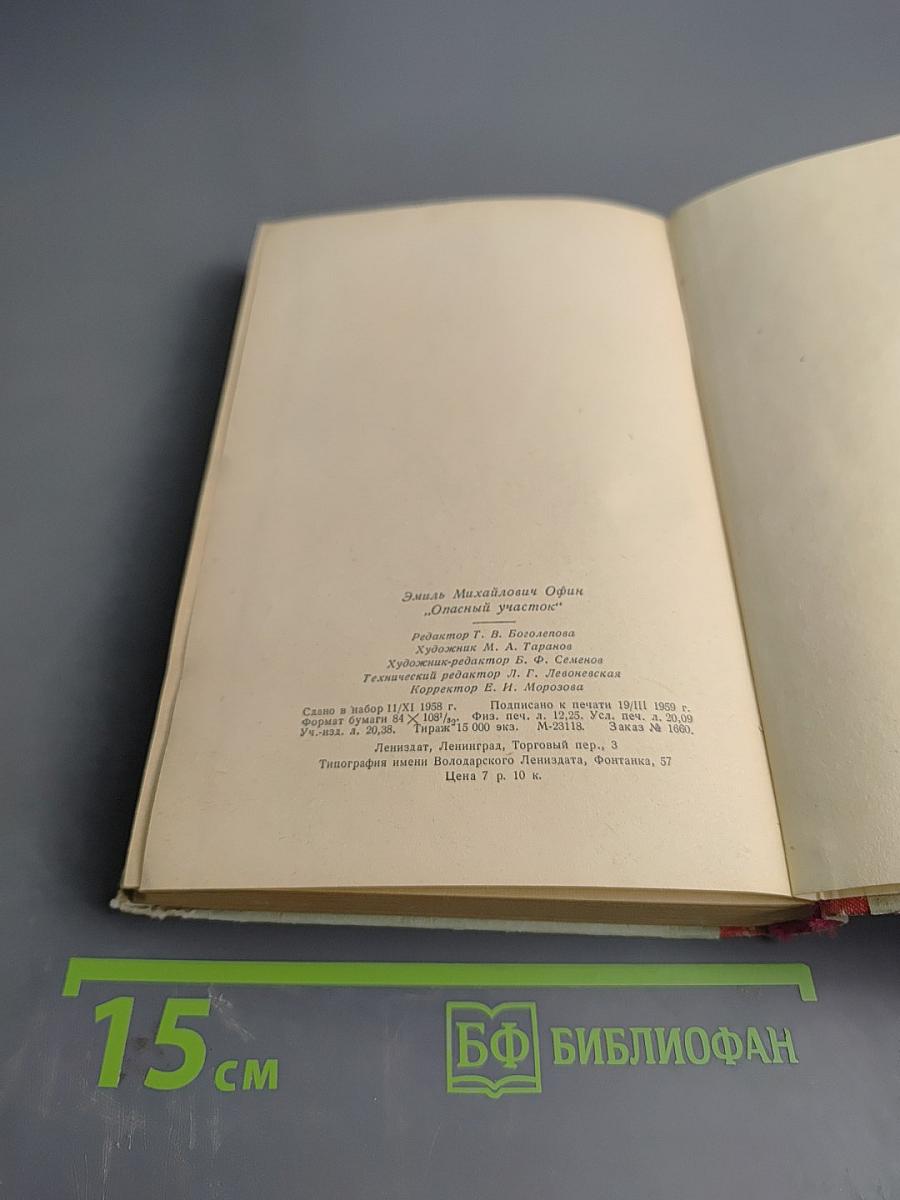 Эмиль Михайлович Офин
„Опасный участок“
Редактор Т. В. Боголепова
Художник М. А. Таранов
Художник-редактор Б. Ф. Семенов
Технический редактор Л. Г. Левоневская
Корректор Е. И. Морозова
Сдано в набор 11/XI 1958 г. Подписано к печати 19/III 1959 г.
Формат бумаги 84×108¹/₃₂. Физ. печ. л. 12,25. Усл. печ. л. 20,09
Уч.-изд. л. 20,38. Тираж 15 000 экз. М-23118. Заказ № 1660.
Лениздат, Ленинград, Торговый пер., 3
Типография имени Володарского Лениздата, Фонтанка, 57
Цена 7 р. 10 к.
15 см
БФ БИБЛИОФАН